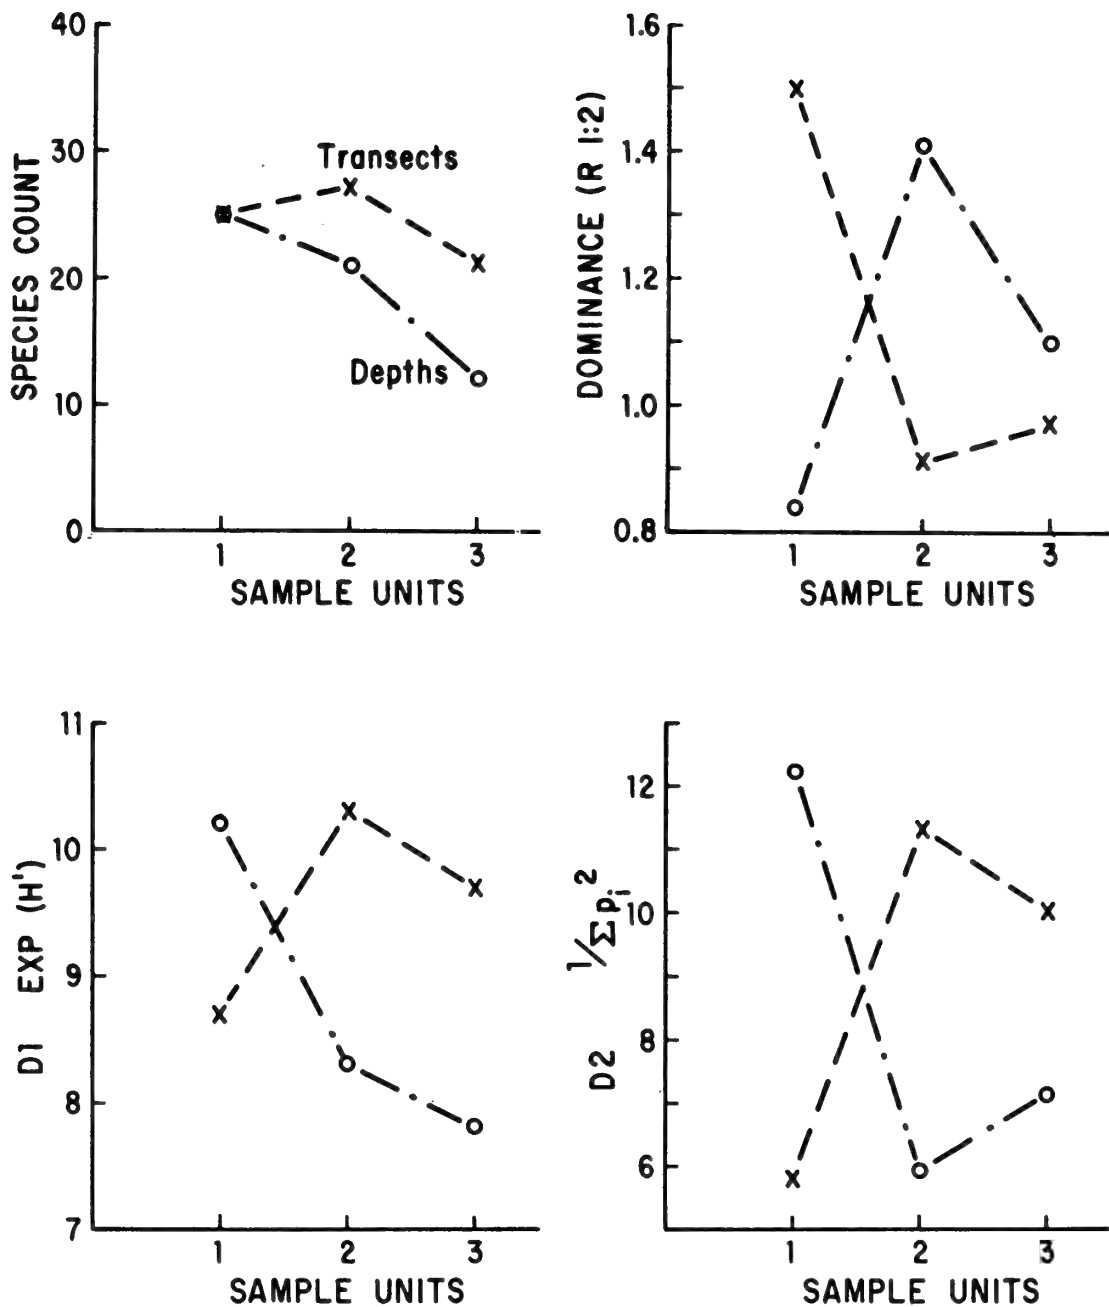 40
30
20
10
0
SPECIES COUNT
Transects
Depths
1 2 3
SAMPLE UNITS
1.6
1.4
1.2
1.0
0.8
DOMINANCE (R 1:2)
1 2 3
SAMPLE UNITS
11
10
9
8
7
D1 EXP (H')
1 2 3
SAMPLE UNITS
12
10
8
6
D2 1/Σpi²
1 2 3
SAMPLE UNITS